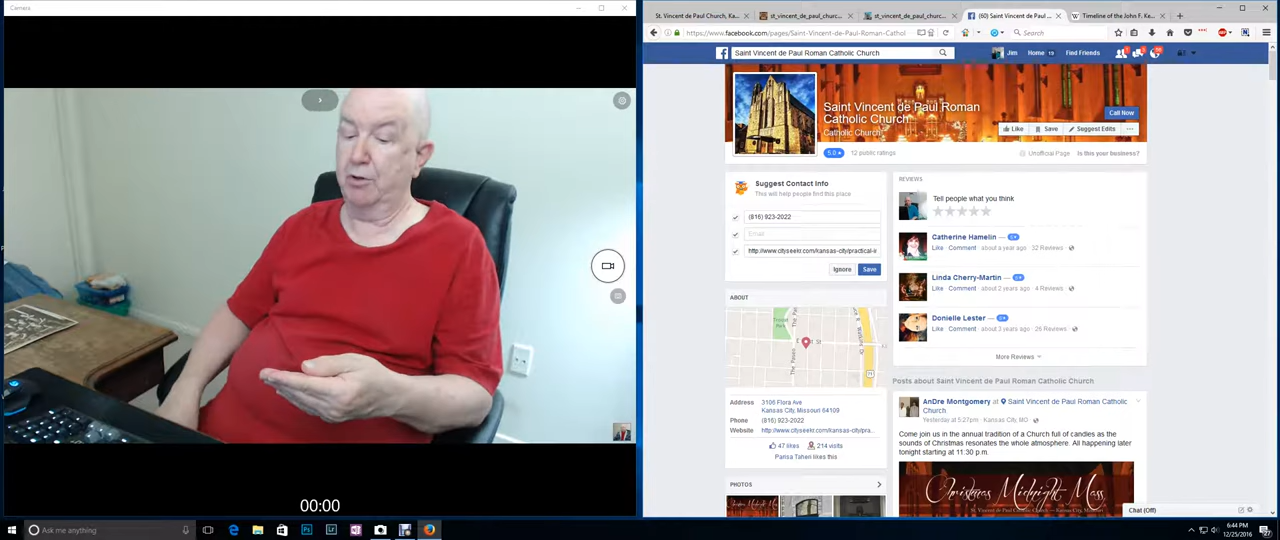 Camera
St. Vincent de Paul Church, Ka...
st_vincent_de_paul_churc...
st_vincent_de_paul_churc...
(60) Saint Vincent de P...
Timeline of the John F. Ke...
https://www.facebook.com/pages/Saint-Vincent-de-Paul-Roman-Cathol
Search
Saint Vincent de Paul Roman Catholic Church
Jim
Home 13
Find Friends
Saint Vincent de Paul Roman
Catholic Church
Catholic Church
Call Now
Like
Save
Suggest Edits
5.0 ★
12 public ratings
Unofficial Page
Is this your business?
Suggest Contact Info
This will help people find this place
(816) 923-2022
Email
http://www.cityseekr.com/kansas-city/practical-ir
Ignore
Save
ABOUT
The Paseo
Address
3106 Flora Ave
Kansas City, Missouri 64109
Phone
(816) 923-2022
Website
http://www.cityseekr.com/kansas-city/pra...
47 likes
214 visits
Parisa Taheri likes this
PHOTOS
REVIEWS
Tell people what you think
Catherine Hamelin —
Like · Comment · about a year ago · 32 Reviews ·
Linda Cherry-Martin —
Like · Comment · about 2 years ago · 4 Reviews ·
Donielle Lester —
Like · Comment · about 3 years ago · 26 Reviews ·
More Reviews
Posts about Saint Vincent de Paul Roman Catholic Church
AnDre Montgomery at Saint Vincent de Paul Roman Catholic
Church
Yesterday at 5:27pm · Kansas City, MO ·
Come join us in the annual tradition of a Church full of candles as the
sounds of Christmas resonates the whole atmosphere. All happening later
tonight starting at 11:30 p.m.
Christmas Midnight Mass
Chat (Off)
00:00
Ask me anything
6:44 PM
12/25/2016